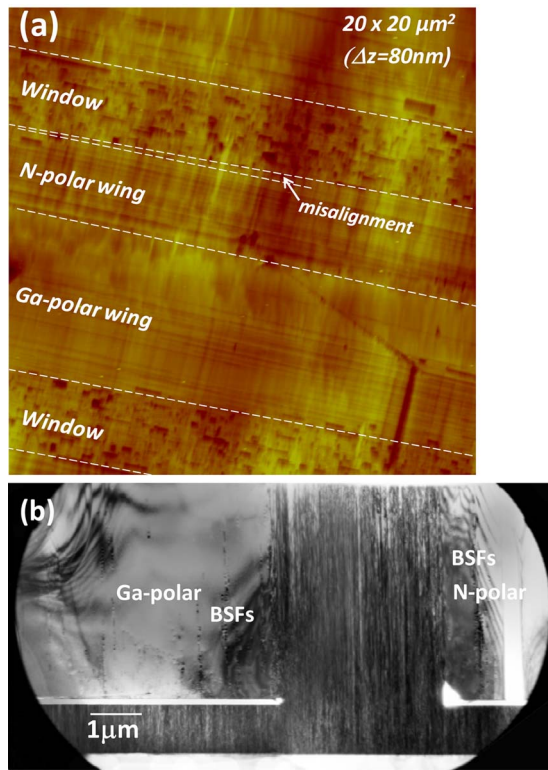 (a)
20 x 20 μm²
(Δz=80nm)
Window
N-polar wing
misalignment
Ga-polar wing
Window
(b)
BSFs
Ga-polar
N-polar
BSFs
1μm